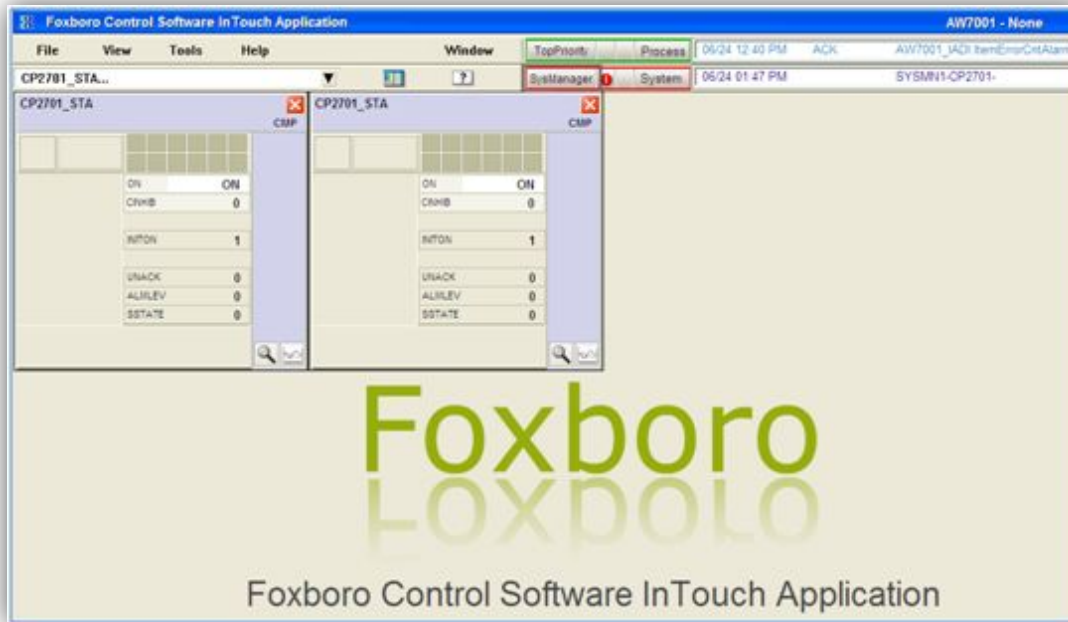 Foxboro Control Software InTouch Application AW7001 - None
File View Tools Help Window TopPriority Process 06/24 12:40 PM ACK AW7001_IADI.ItemErrorCntAlarm
CP2701_STA... ? SysManager System 06/24 01:47 PM SYSMN1-CP2701-
CP2701_STA CP2701_STA
CMP CMP
ON ON ON ON
CINHIB 0 CINHIB 0
INITON 1 INITON 1
UNACK 0 UNACK 0
ALMLEV 0 ALMLEV 0
SSTATE 0 SSTATE 0
Foxboro
Foxboro Control Software InTouch Application